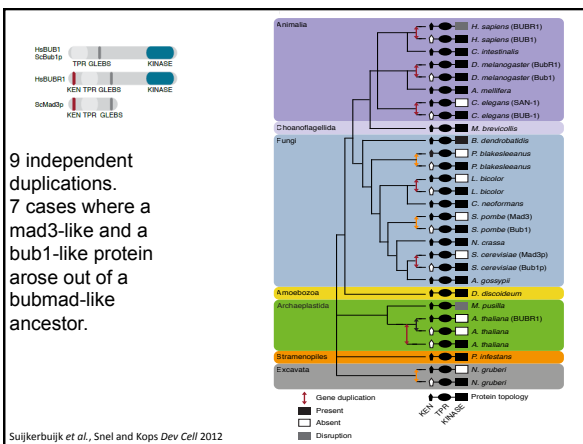 HsBUB1
ScBub1p
TPR GLEBS KINASE
HsBUBR1
KEN TPR GLEBS KINASE
ScMad3p
KEN TPR GLEBS
9 independent
duplications.
7 cases where a
mad3-like and a
bub1-like protein
arose out of a
bubmad-like
ancestor.
Suijkerbuijk et al., Snel and Kops Dev Cell 2012
Animalia
H. sapiens (BUBR1)
H. sapiens (BUB1)
C. intestinalis
D. melanogaster (BubR1)
D. melanogaster (Bub1)
A. mellifera
C. elegans (SAN-1)
C. elegans (BUB-1)
Choanoflagellida
M. brevicollis
Fungi
B. dendrobatidis
P. blakesleeanus
P. blakesleeanus
L. bicolor
L. bicolor
C. neoformans
S. pombe (Mad3)
S. pombe (Bub1)
N. crassa
S. cerevisiae (Mad3p)
S. cerevisiae (Bub1p)
A. gossypii
Amoebozoa
D. discoideum
Archaeplastida
M. pusilla
A. thaliana (BUBR1)
A. thaliana
A. thaliana
Stramenopiles
P. infestans
Excavata
N. gruberi
N. gruberi
Gene duplication
Present
Absent
Disruption
KEN
TPR
KINASE
Protein topology